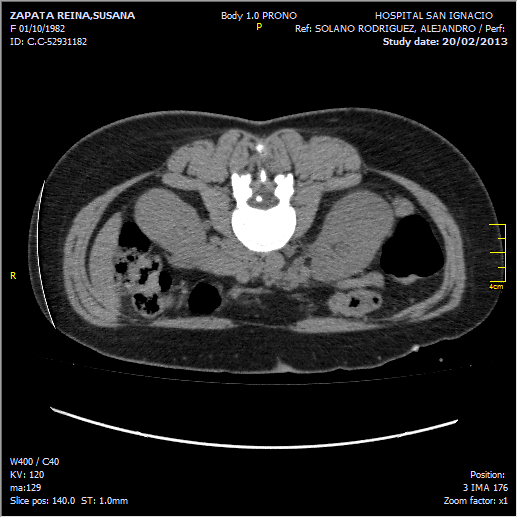 ZAPATA REINA,SUSANA
F 01/10/1982
ID: C.C-52931182
Body 1.0 PRONO
P
HOSPITAL SAN IGNACIO
Ref: SOLANO RODRIGUEZ, ALEJANDRO / Perf:
Study date: 20/02/2013
R
4cm
W400 / C40
KV: 120
ma:129
Slice pos: 140.0 ST: 1.0mm
Position:
3 IMA 176
Zoom factor: x1